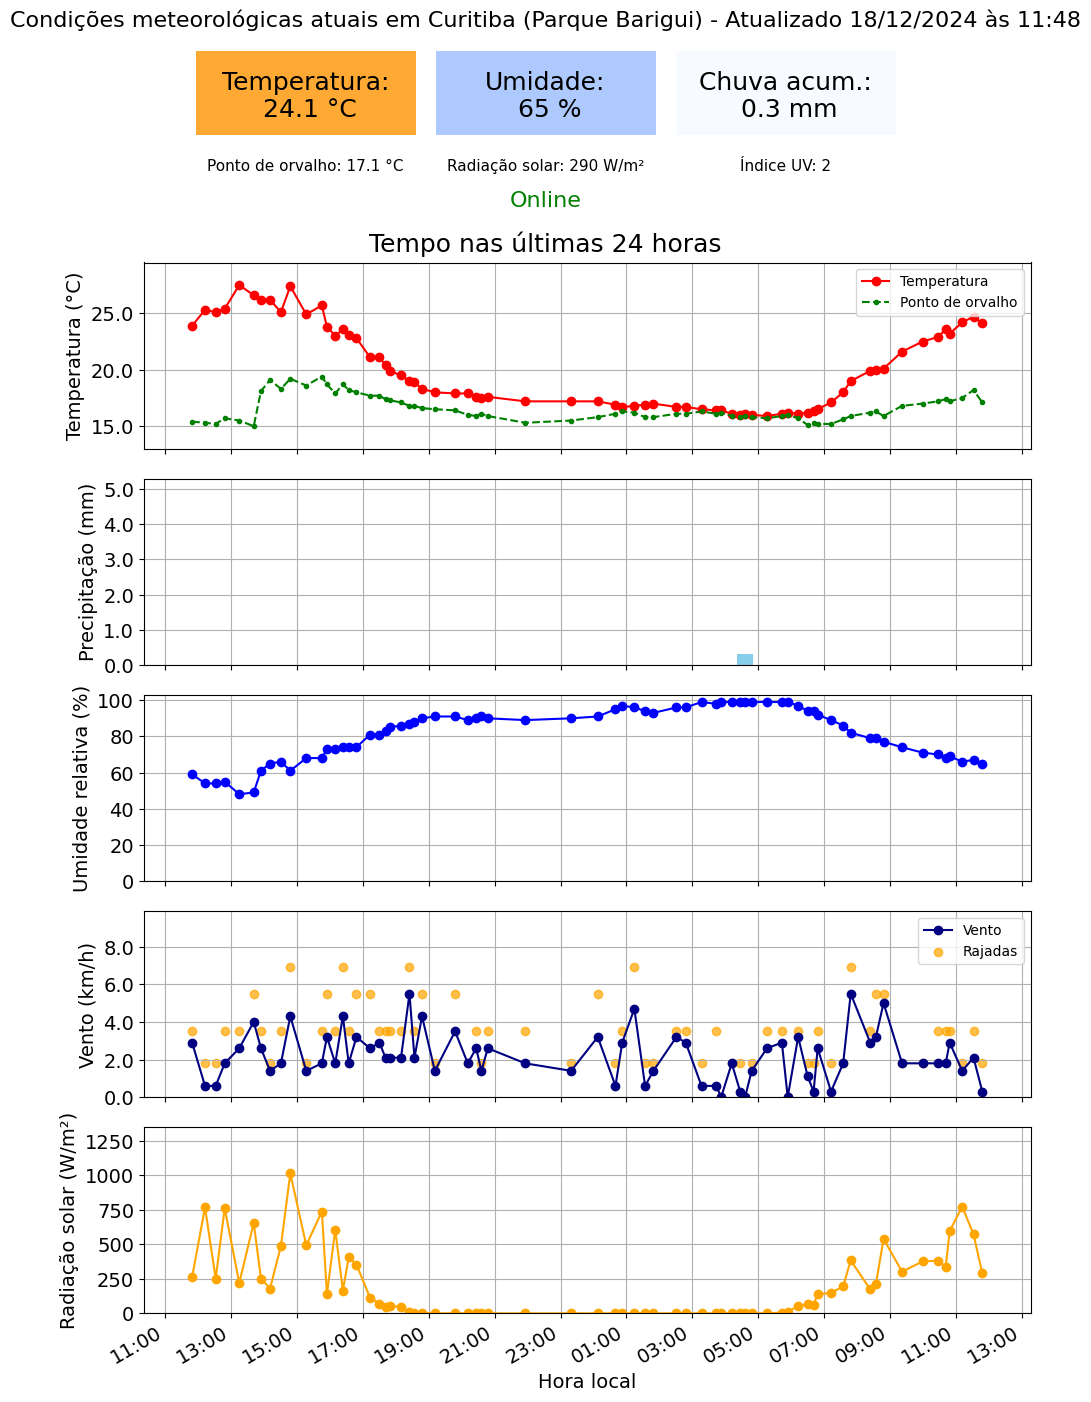 Condições meteorológicas atuais em Curitiba (Parque Barigui) - Atualizado 18/12/2024 às 11:48
Temperatura:
24.1 °C
Umidade:
65 %
Chuva acum.:
0.3 mm
Ponto de orvalho: 17.1 °C
Radiação solar: 290 W/m²
Índice UV: 2
Online
Tempo nas últimas 24 horas
Temperatura (°C)
25.0
20.0
15.0
Temperatura
Ponto de orvalho
Precipitação (mm)
5.0
4.0
3.0
2.0
1.0
0.0
Umidade relativa (%)
100
80
60
40
20
0
Vento (km/h)
8.0
6.0
4.0
2.0
0.0
Vento
Rajadas
Radiação solar (W/m²)
1250
1000
750
500
250
0
11:00
13:00
15:00
17:00
19:00
21:00
23:00
01:00
03:00
05:00
07:00
09:00
11:00
13:00
Hora local